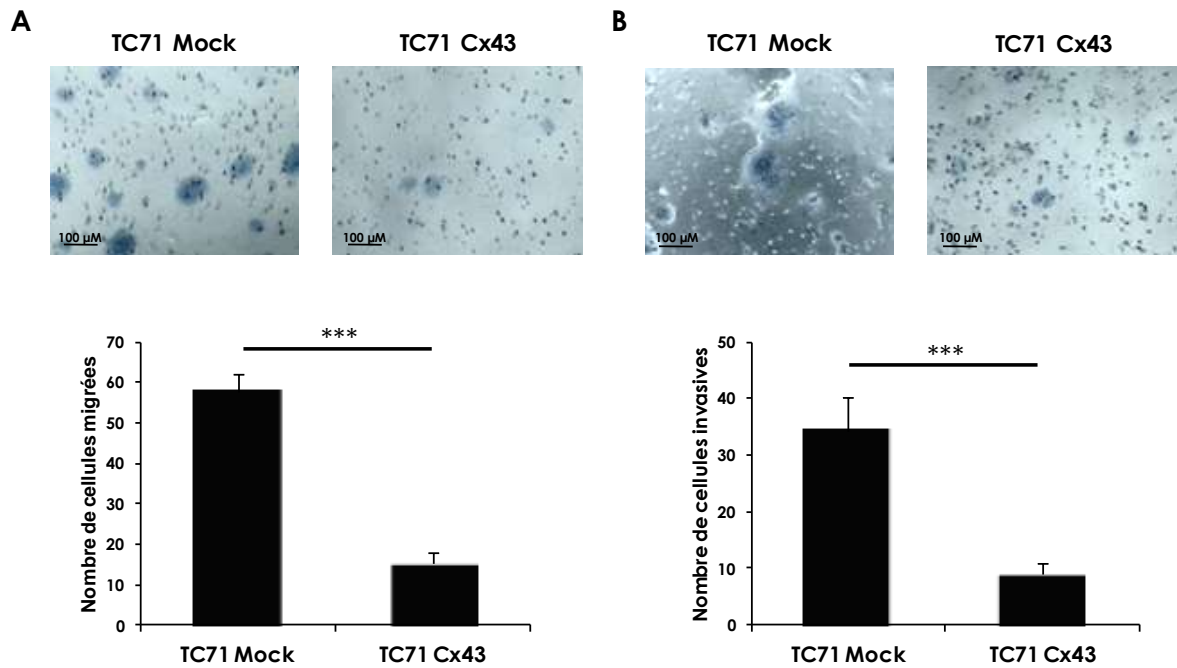 A
TC71 Mock
TC71 Cx43
100 µM
100 µM
***
70
60
50
40
30
20
10
0
Nombre de cellules migrées
TC71 Mock
TC71 Cx43
B
TC71 Mock
TC71 Cx43
100 µM
100 µM
***
50
40
30
20
10
0
Nombre de cellules invasives
TC71 Mock
TC71 Cx43